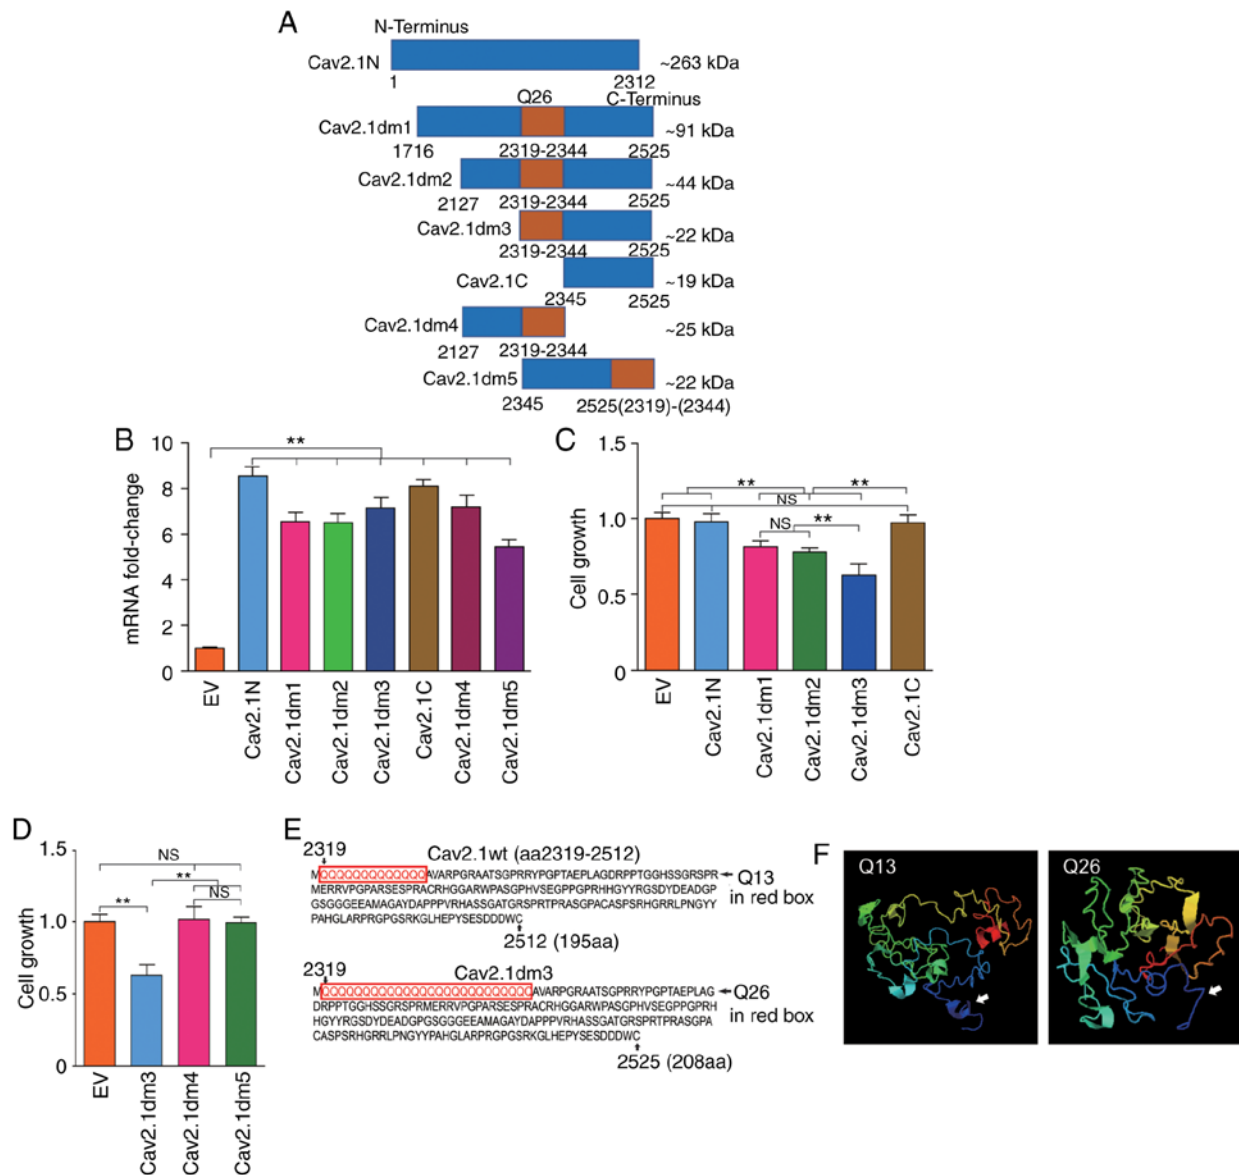 A
N-Terminus
Cav2.1N
~263 kDa
1
2312
Q26
C-Terminus
Cav2.1dm1
~91 kDa
1716
2319-2344
2525
Cav2.1dm2
~44 kDa
2127
2319-2344
2525
Cav2.1dm3
~22 kDa
2319-2344
2525
Cav2.1C
~19 kDa
2345
2525
Cav2.1dm4
~25 kDa
2127
2319-2344
Cav2.1dm5
~22 kDa
2345
2525(2319)-(2344)
B
mRNA fold-change
10
8
6
4
2
0
**
EV
Cav2.1N
Cav2.1dm1
Cav2.1dm2
Cav2.1dm3
Cav2.1C
Cav2.1dm4
Cav2.1dm5
C
Cell growth
1.5
1.0
0.5
0
**
**
NS
NS
**
EV
Cav2.1N
Cav2.1dm1
Cav2.1dm2
Cav2.1dm3
Cav2.1C
D
Cell growth
1.5
1.0
0.5
0
NS
**
NS
**
EV
Cav2.1dm3
Cav2.1dm4
Cav2.1dm5
E
2319
Cav2.1wt (aa2319-2512)
MQQQQQQQQQQQQQAVARPGRAATSGPRRYPGPTAEPLAGDRPPTGGHSSGRSPR
Q13
MERRVPGPARSESPRACRHGGARWPASGPHVSEGPPGPRHHGYYRGSDYDEADGP
in red box
GSGGGEEAMAGAYDAPPPVRHASSGATGRSPRTPRASGPACASPSRHGRRLPNGYY
PAHGLARPRGPGSRKGLHEPYSESDDDWC
2512 (195aa)
2319
Cav2.1dm3
MQQQQQQQQQQQQQQQQQQQQQQQQQQAVARPGRAATSGPRRYPGPTAEPLAG
Q26
DRPPTGGHSSGRSPRMERRVPGPARSESPRACRHGGARWPASGPHVSEGPPGPRH
in red box
HGYYRGSDYDEADGPGSGGGEEAMAGAYDAPPPVRHASSGATGRSPRTPRASGPA
CASPSRHGRRLPNGYYPAHGLARPRGPGSRKGLHEPYSESDDDWC
2525 (208aa)
F
Q13
Q26